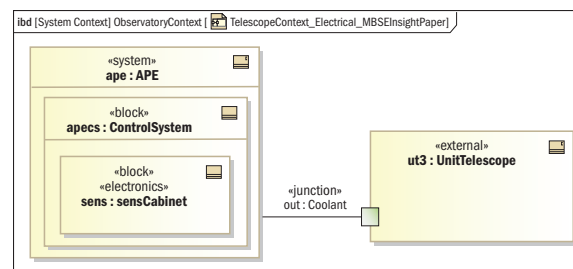 ibd [System Context] ObservatoryContext [ TelescopeContext_Electrical_MBSEInsightPaper]
«system»
ape : APE
«block»
apecs : ControlSystem
«block»
«electronics»
sens : sensCabinet
«junction»
out : Coolant
«external»
ut3 : UnitTelescope